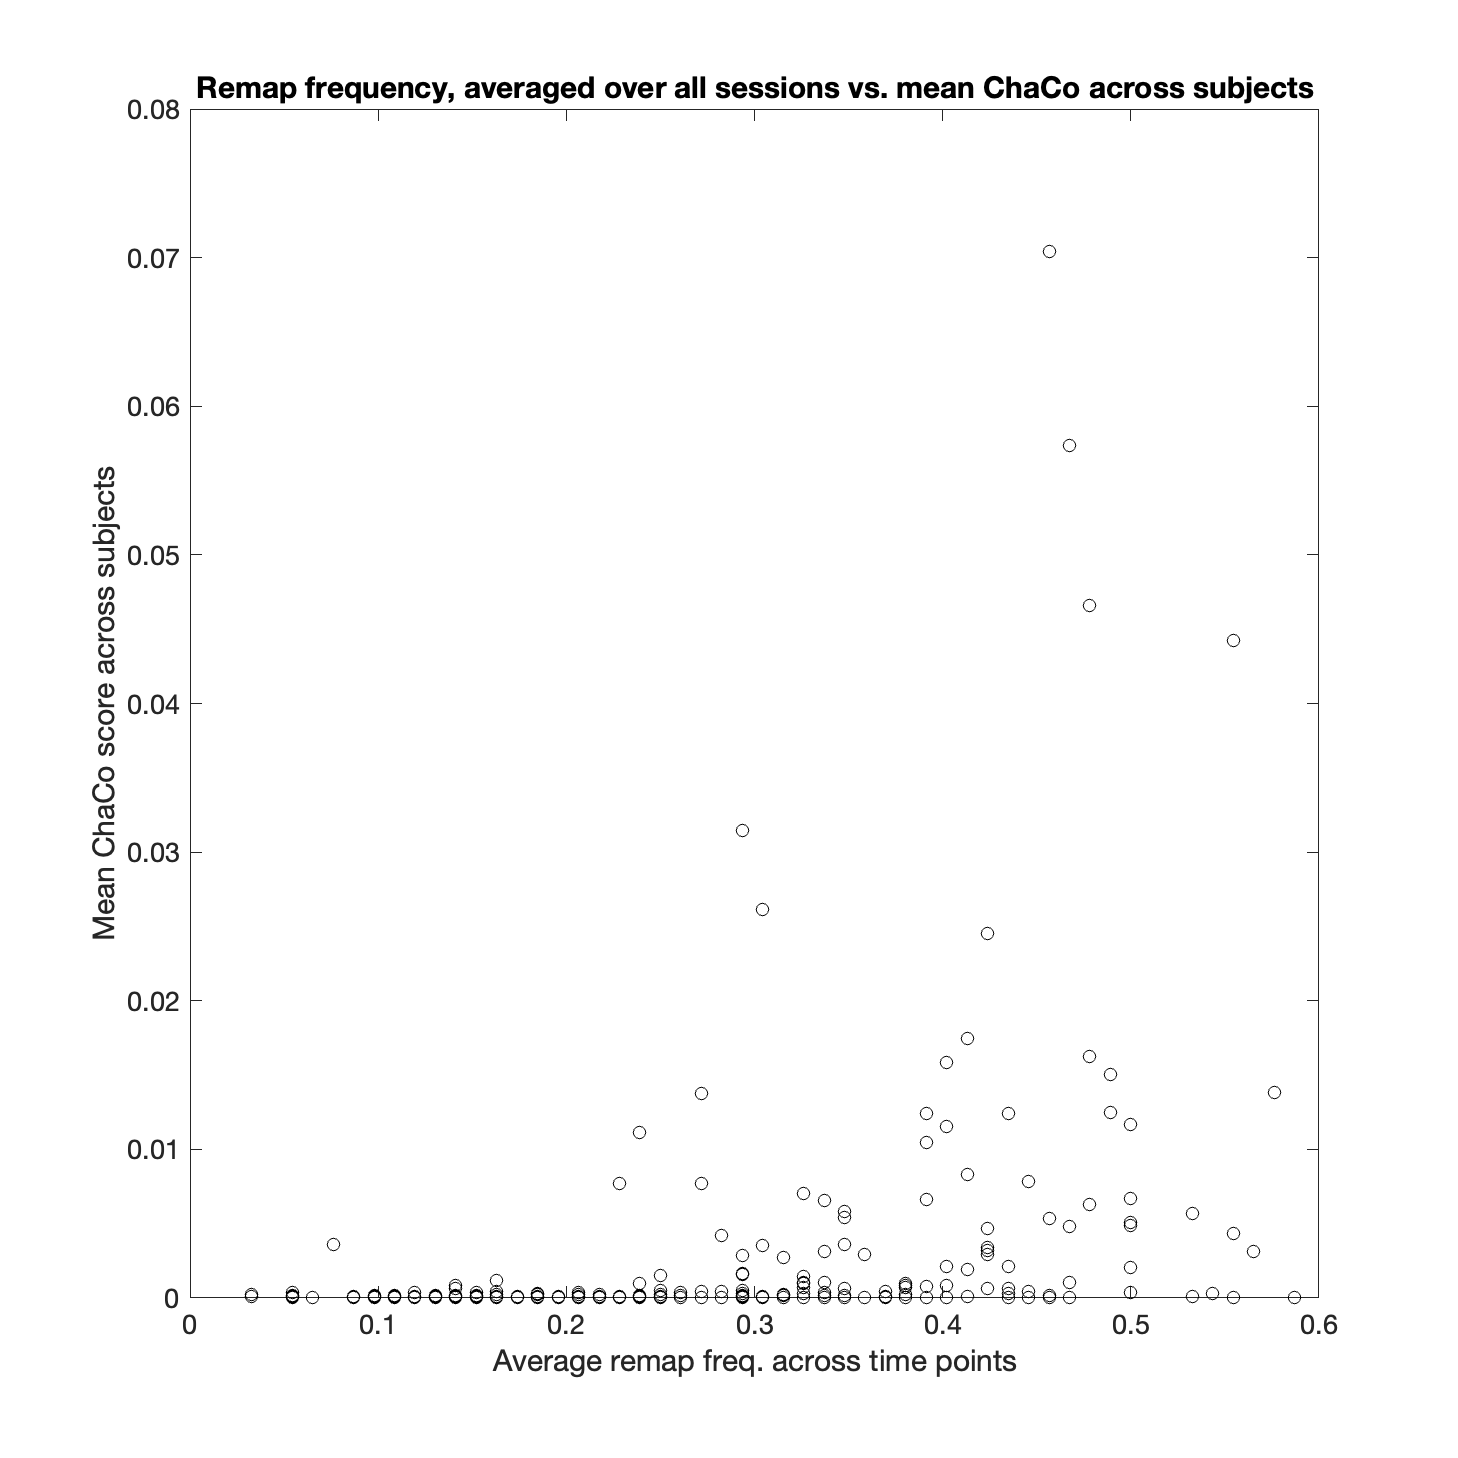 Remap frequency, averaged over all sessions vs. mean ChaCo across subjects
0.08
0.07
0.06
0.05
0.04
0.03
0.02
0.01
0
Mean ChaCo score across subjects
0 0.1 0.2 0.3 0.4 0.5 0.6
Average remap freq. across time points